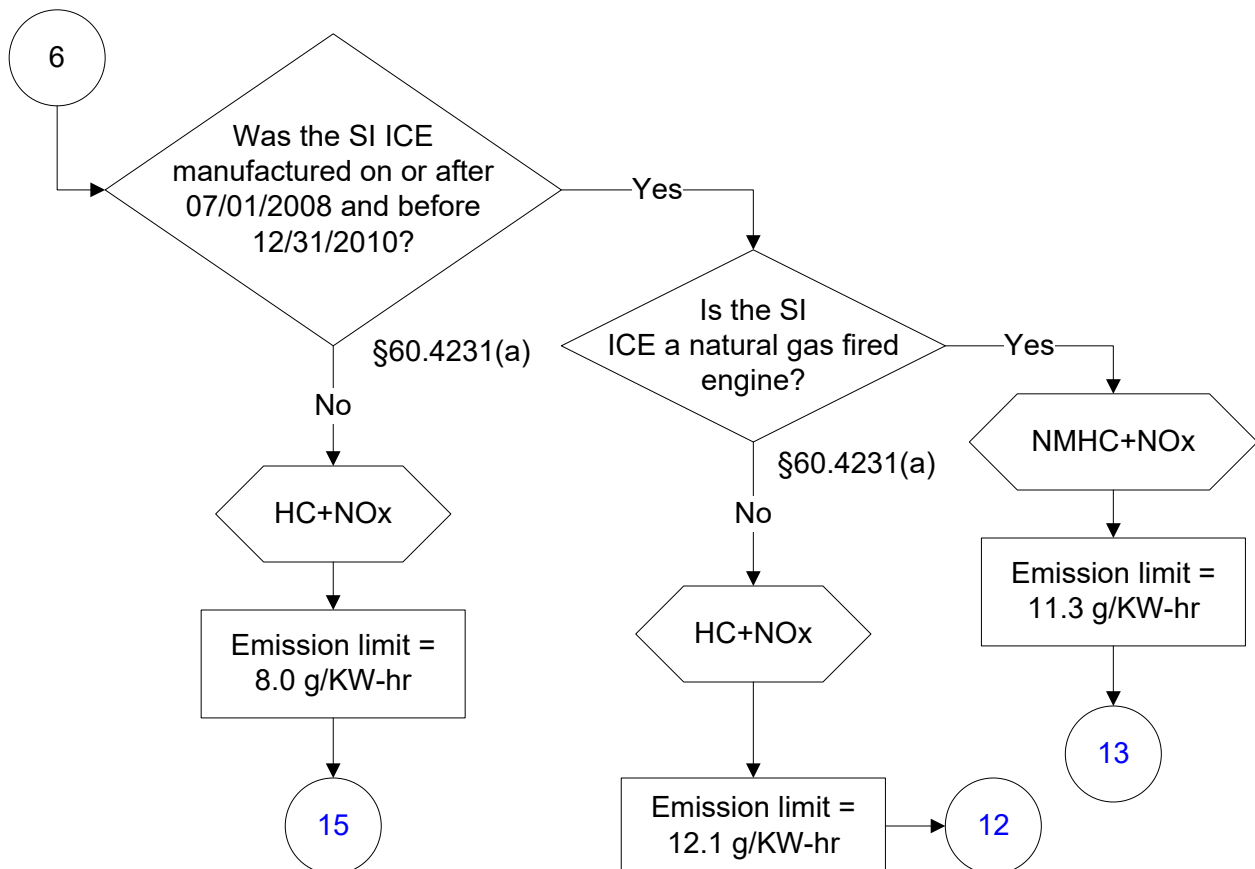 6
Was the SI ICE
manufactured on or after
07/01/2008 and before
12/31/2010?
Yes
§60.4231(a)
No
HC+NOx
Emission limit =
8.0 g/KW-hr
15
Is the SI
ICE a natural gas fired
engine?
Yes
§60.4231(a)
No
HC+NOx
Emission limit =
12.1 g/KW-hr
12
NMHC+NOx
Emission limit =
11.3 g/KW-hr
13